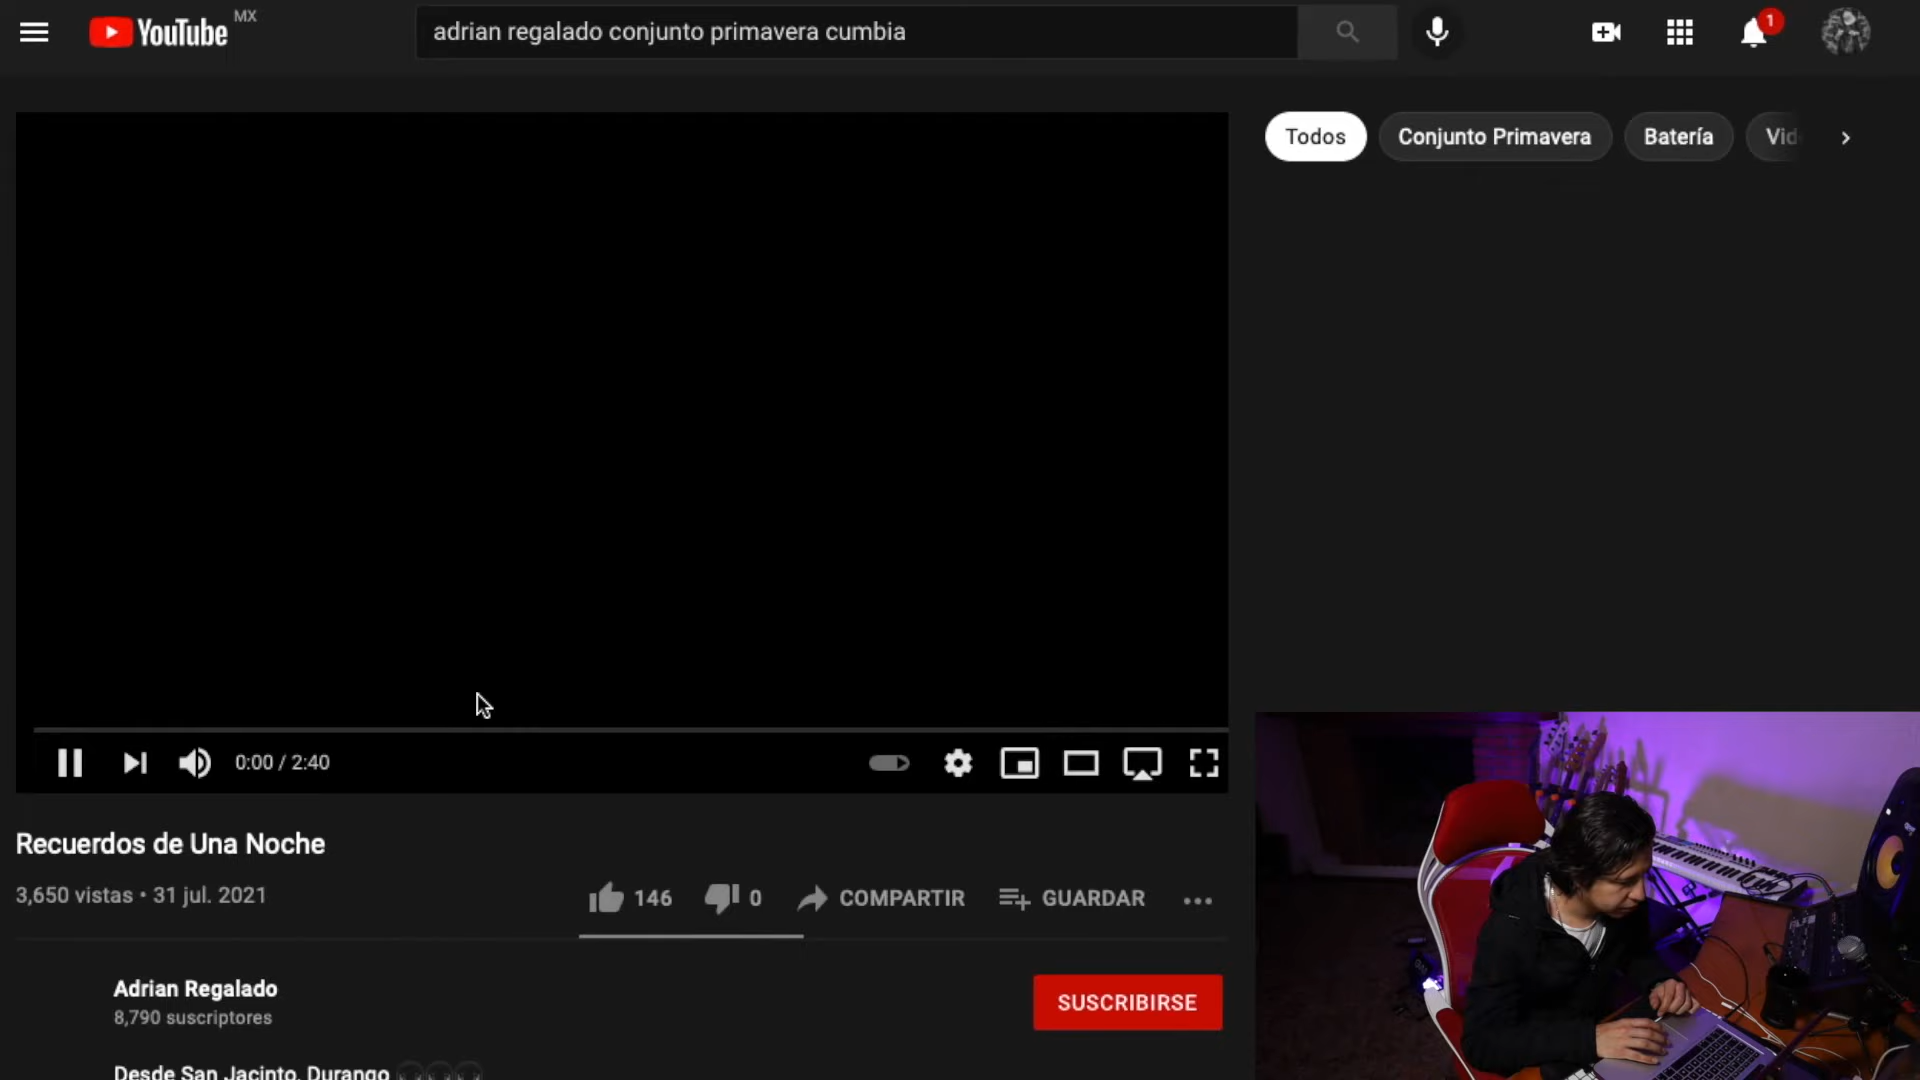 YouTube MX
adrian regalado conjunto primavera cumbia
1
Todos
Conjunto Primavera
Batería
0:00 / 2:40
Recuerdos de Una Noche
3,650 vistas • 31 jul. 2021
146
0
COMPARTIR
GUARDAR
Adrian Regalado
8,790 suscriptores
SUSCRIBIRSE
Desde San Jacinto, Durango